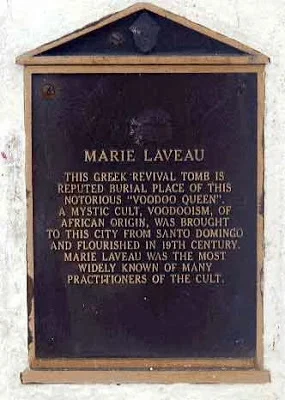 MARIE LAVEAU
THIS GREEK REVIVAL TOMB IS
REPUTED BURIAL PLACE OF THIS
NOTORIOUS "VOODOO QUEEN".
A MYSTIC CULT, VOODOOISM, OF
AFRICAN ORIGIN, WAS BROUGHT
TO THIS CITY FROM SANTO DOMINGO
AND FLOURISHED IN 19TH CENTURY.
MARIE LAVEAU WAS THE MOST
WIDELY KNOWN OF MANY
PRACTITIONERS OF THE CULT.